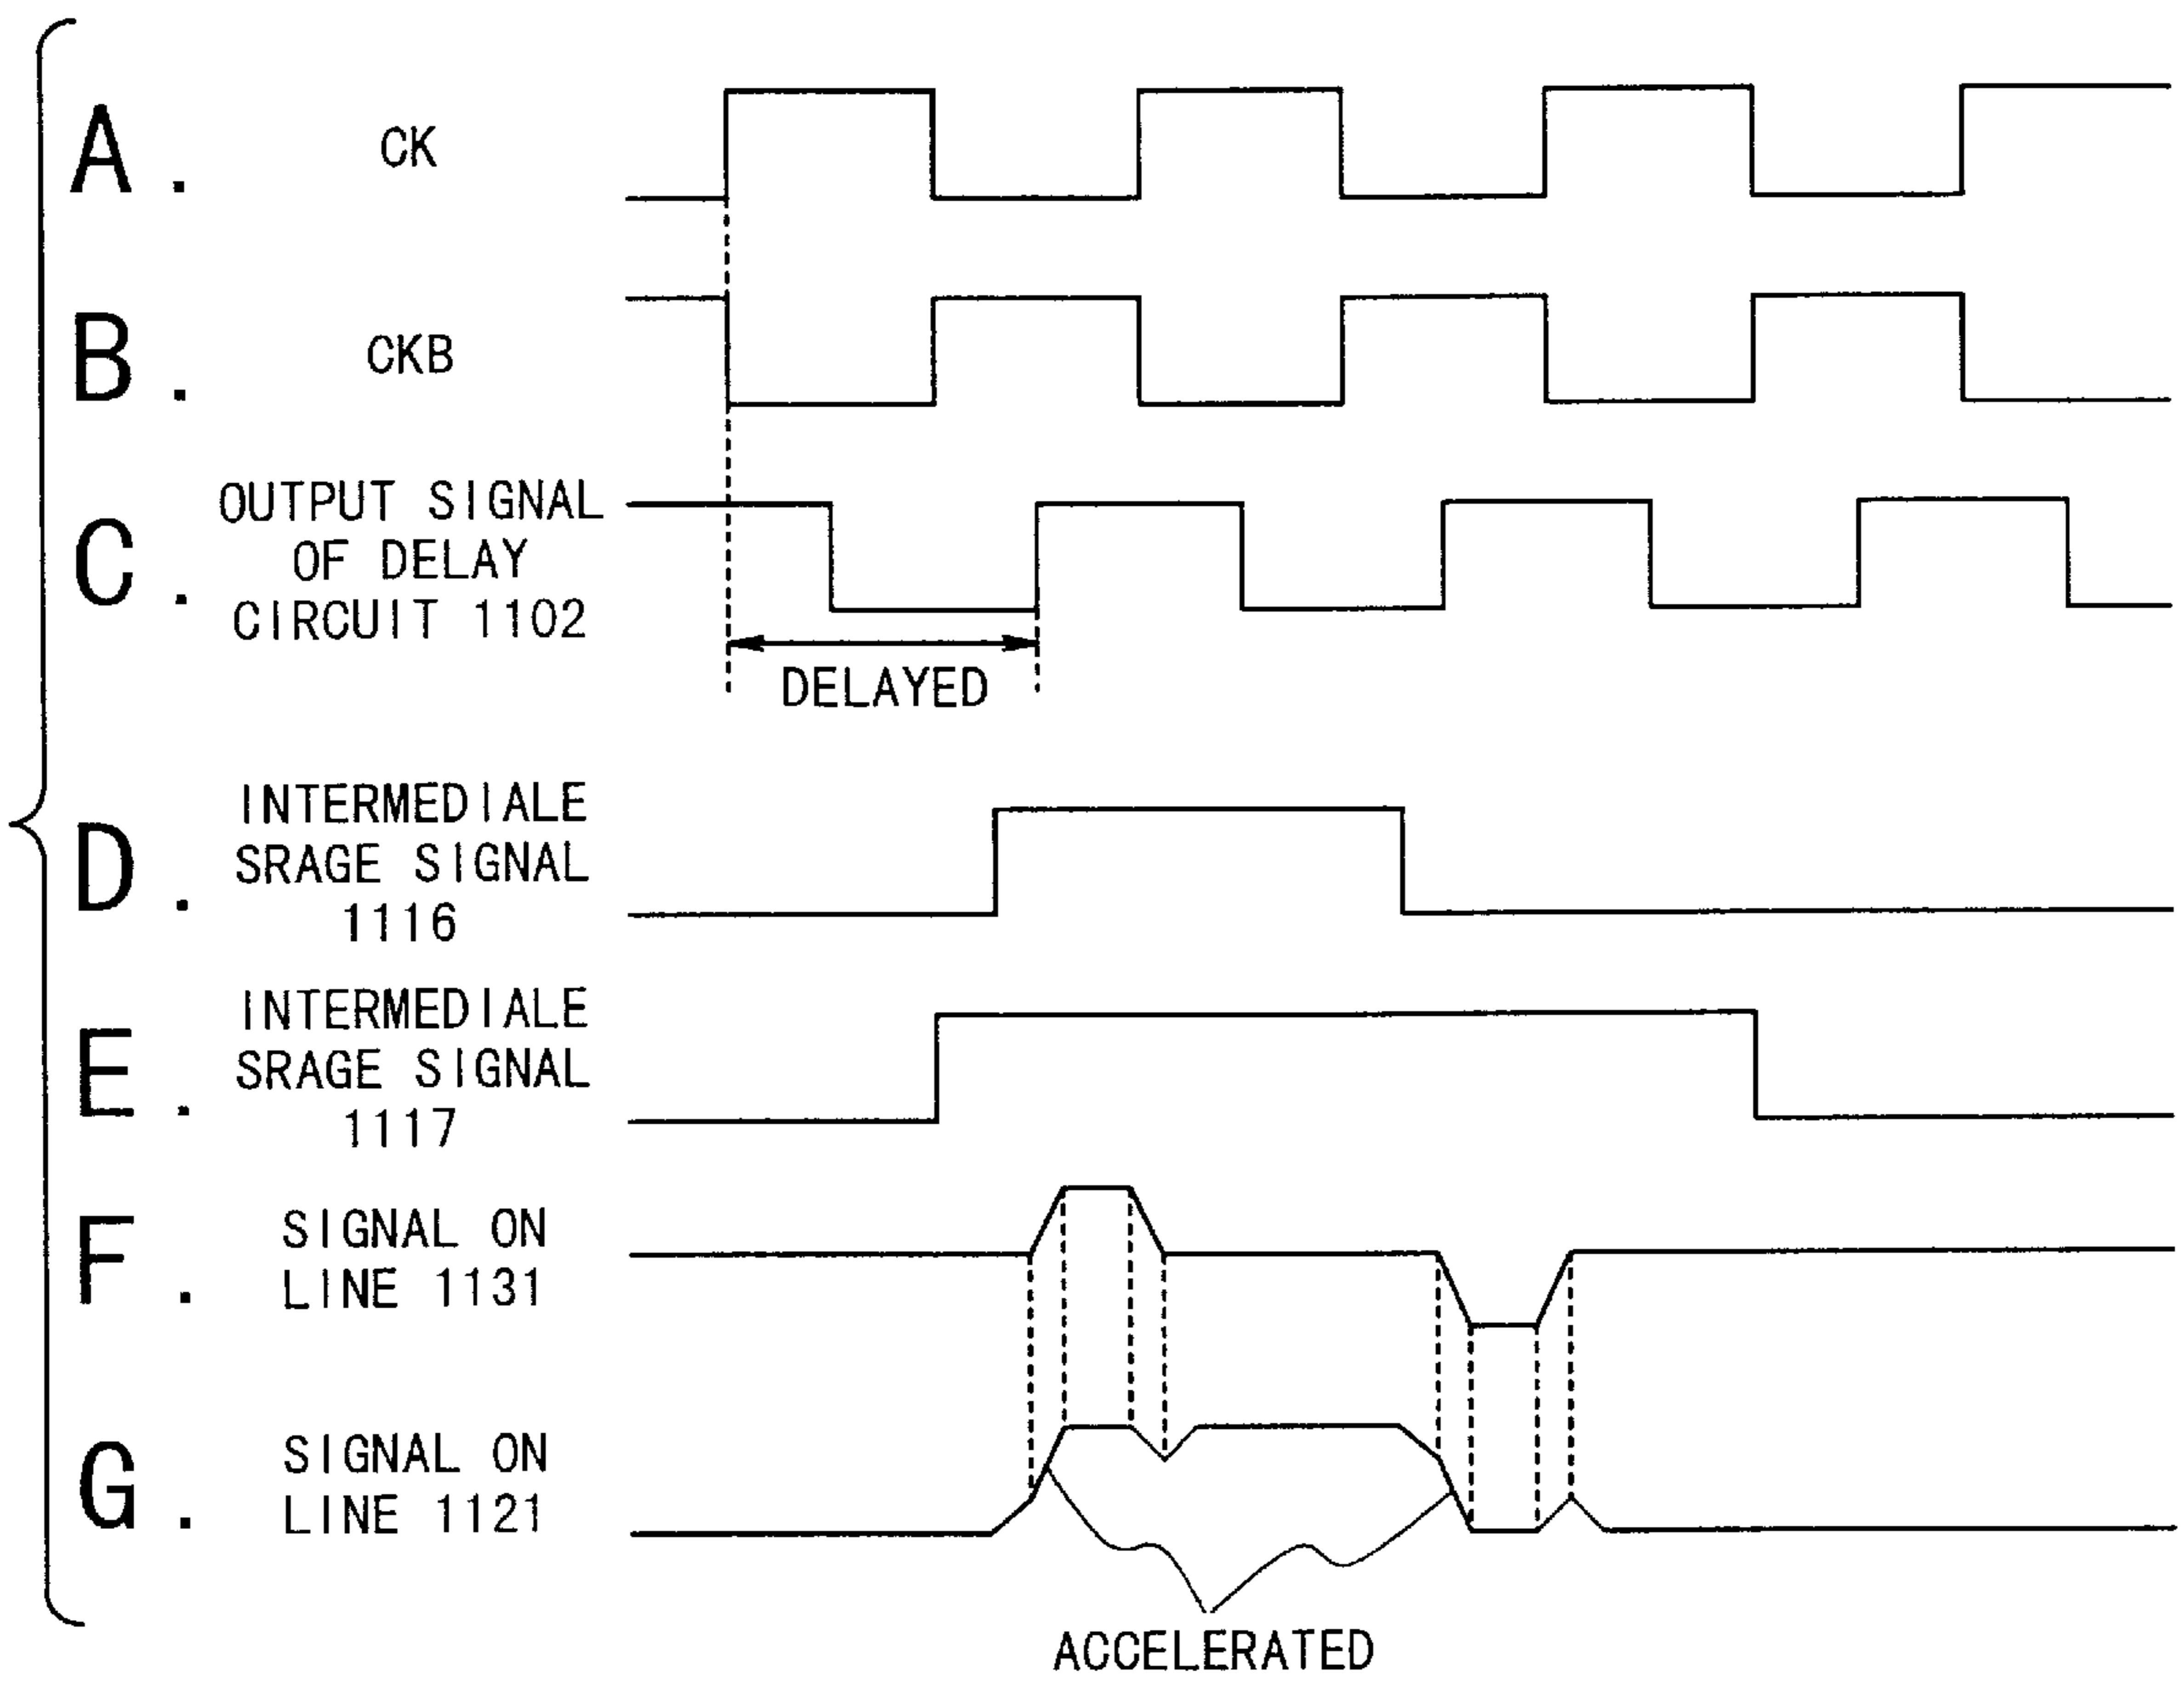 A.
CK
B.
CKB
C.
OUTPUT SIGNAL
OF DELAY
CIRCUIT 1102
DELAYED
D.
INTERMEDIALE
SRAGE SIGNAL
1116
E.
INTERMEDIALE
SRAGE SIGNAL
1117
F.
SIGNAL ON
LINE 1131
G.
SIGNAL ON
LINE 1121
ACCELERATED